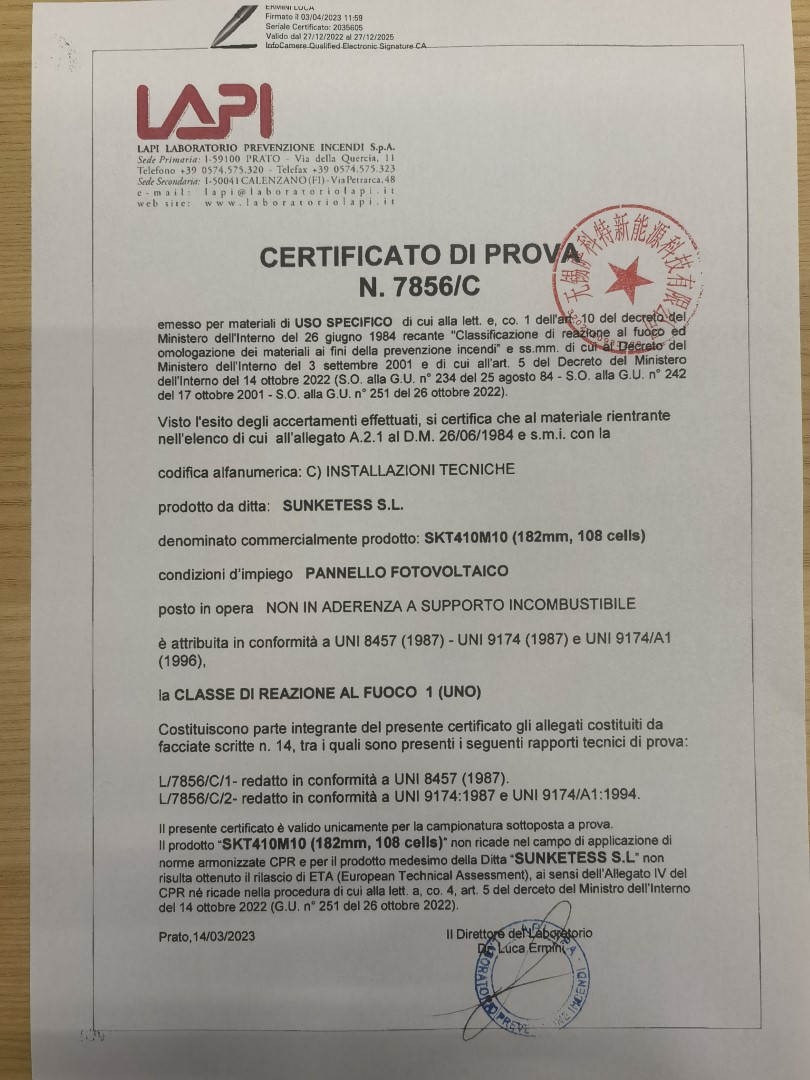 ERMINI LUCA
Firmato il 03/04/2023 11:59
Seriale Certificato: 2035605
Valido dal 27/12/2022 al 27/12/2025
InfoCamere Qualified Electronic Signature CA
LAPI
LAPI LABORATORIO PREVENZIONE INCENDI S.p.A.
Sede Primaria: I-59100 PRATO - Via della Quercia, 11
Telefono +39 0574.575.320 - Telefax +39 0574.575.323
Sede Secondaria: I-50041 CALENZANO (FI) - Via Petrarca, 48
e-mail: lapi@laboratoriolapi.it
web site: www.laboratoriolapi.it
CERTIFICATO DI PROVA
N. 7856/C
无锡 科特新能源科技有限公司
emesso per materiali di USO SPECIFICO di cui alla lett. e, co. 1 dell'art. 10 del decreto del
Ministero dell'Interno del 26 giugno 1984 recante "Classificazione di reazione al fuoco ed
omologazione dei materiali ai fini della prevenzione incendi" e ss.mm. di cui al Decreto del
Ministero dell'Interno del 3 settembre 2001 e di cui all'art. 5 del Decreto del Ministero
dell'Interno del 14 ottobre 2022 (S.O. alla G.U. n° 234 del 25 agosto 84 - S.O. alla G.U. n° 242
del 17 ottobre 2001 - S.O. alla G.U. n° 251 del 26 ottobre 2022).
Visto l'esito degli accertamenti effettuati, si certifica che al materiale rientrante
nell'elenco di cui all'allegato A.2.1 al D.M. 26/06/1984 e s.m.i. con la
codifica alfanumerica: C) INSTALLAZIONI TECNICHE
prodotto da ditta: SUNKETESS S.L.
denominato commercialmente prodotto: SKT410M10 (182mm, 108 cells)
condizioni d'impiego PANNELLO FOTOVOLTAICO
posto in opera NON IN ADERENZA A SUPPORTO INCOMBUSTIBILE
è attribuita in conformità a UNI 8457 (1987) - UNI 9174 (1987) e UNI 9174/A1
(1996),
la CLASSE DI REAZIONE AL FUOCO 1 (UNO)
Costituiscono parte integrante del presente certificato gli allegati costituiti da
facciate scritte n. 14, tra i quali sono presenti i seguenti rapporti tecnici di prova:
L/7856/C/1- redatto in conformità a UNI 8457 (1987).
L/7856/C/2- redatto in conformità a UNI 9174:1987 e UNI 9174/A1:1994.
Il presente certificato è valido unicamente per la campionatura sottoposta a prova.
Il prodotto "SKT410M10 (182mm, 108 cells)" non ricade nel campo di applicazione di
norme armonizzate CPR e per il prodotto medesimo della Ditta "SUNKETESS S.L" non
risulta ottenuto il rilascio di ETA (European Technical Assessment), ai sensi dell'Allegato IV del
CPR né ricade nella procedura di cui alla lett. a, co. 4, art. 5 del derceto del Ministro dell'Interno
del 14 ottobre 2022 (G.U. n° 251 del 26 ottobre 2022).
Prato,14/03/2023
Il Direttore del Laboratorio
Dr. Luca Ermini